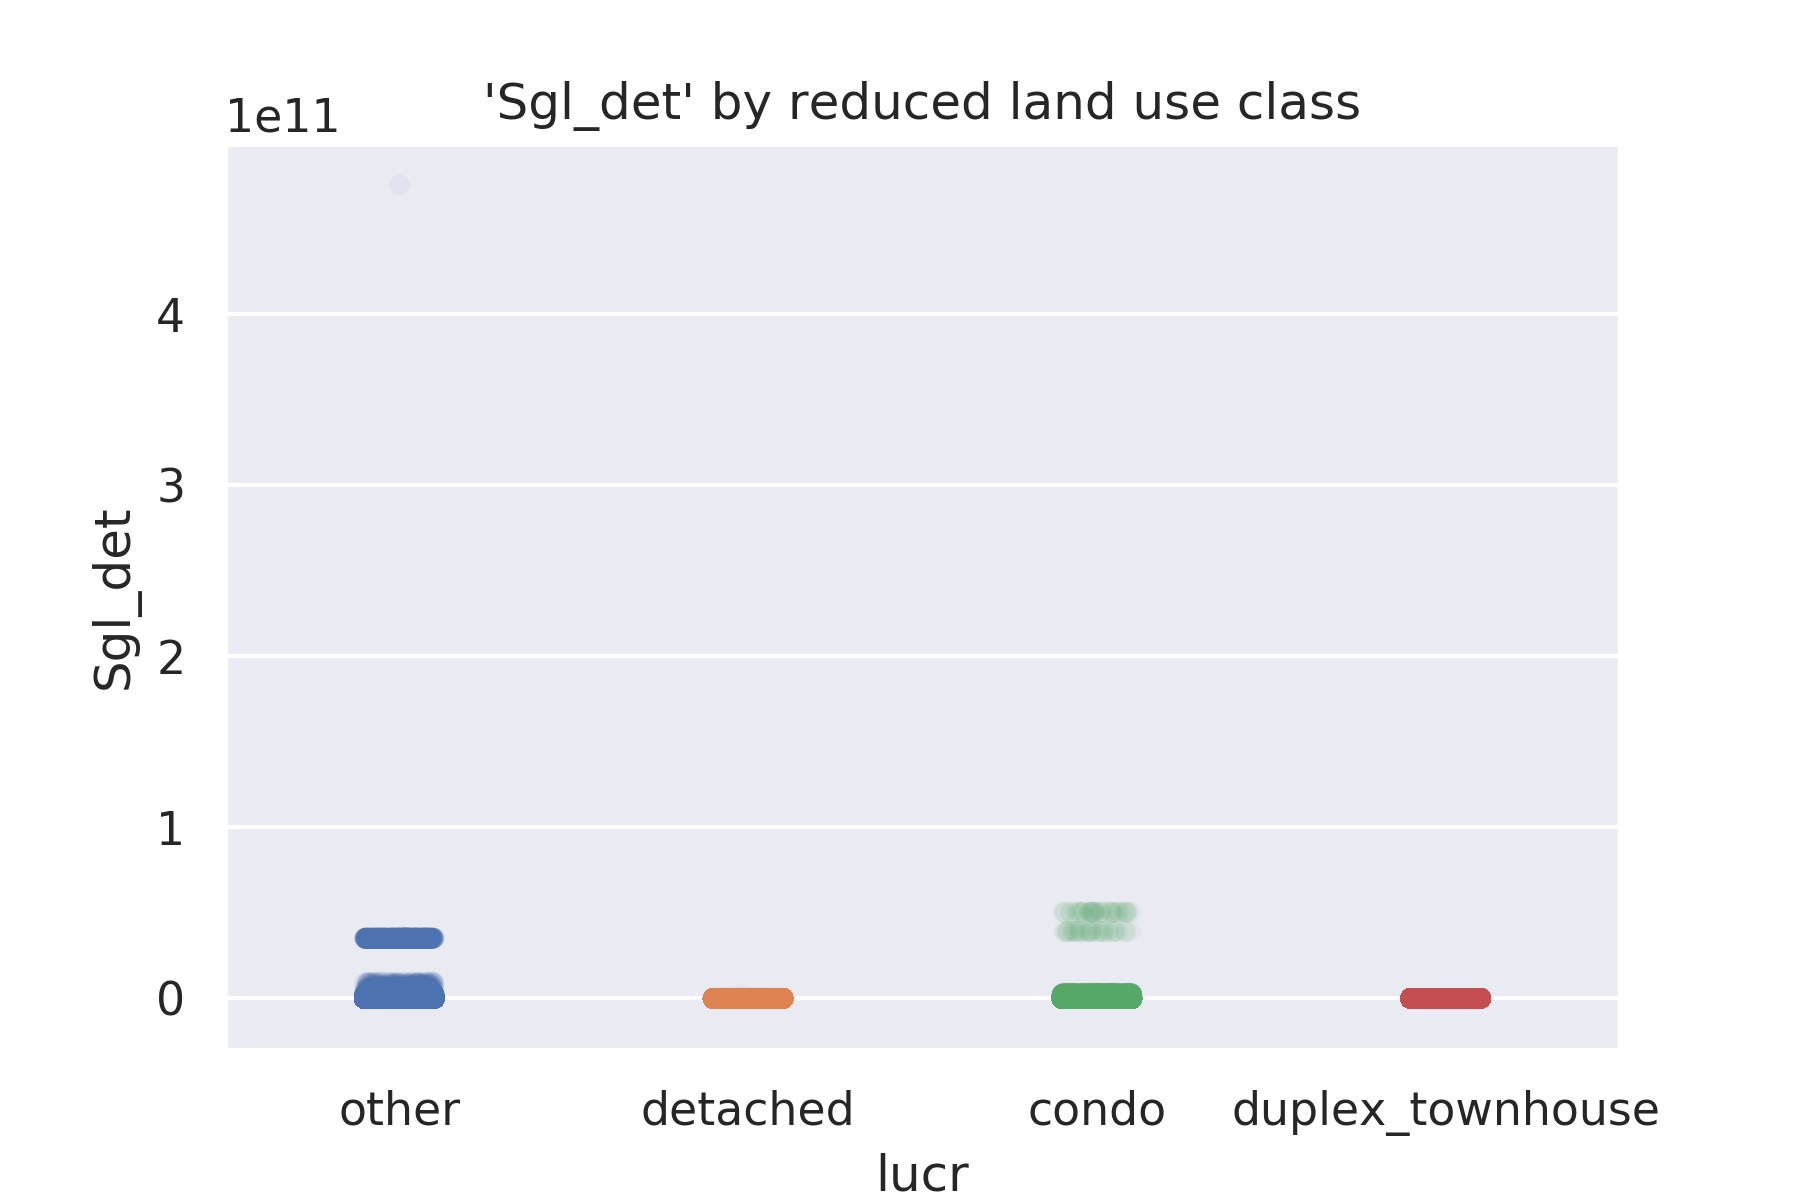 'Sgl_det' by reduced land use class
1e11
4
3
2
1
0
Sgl_det
other
detached
condo
duplex_townhouse
lucr